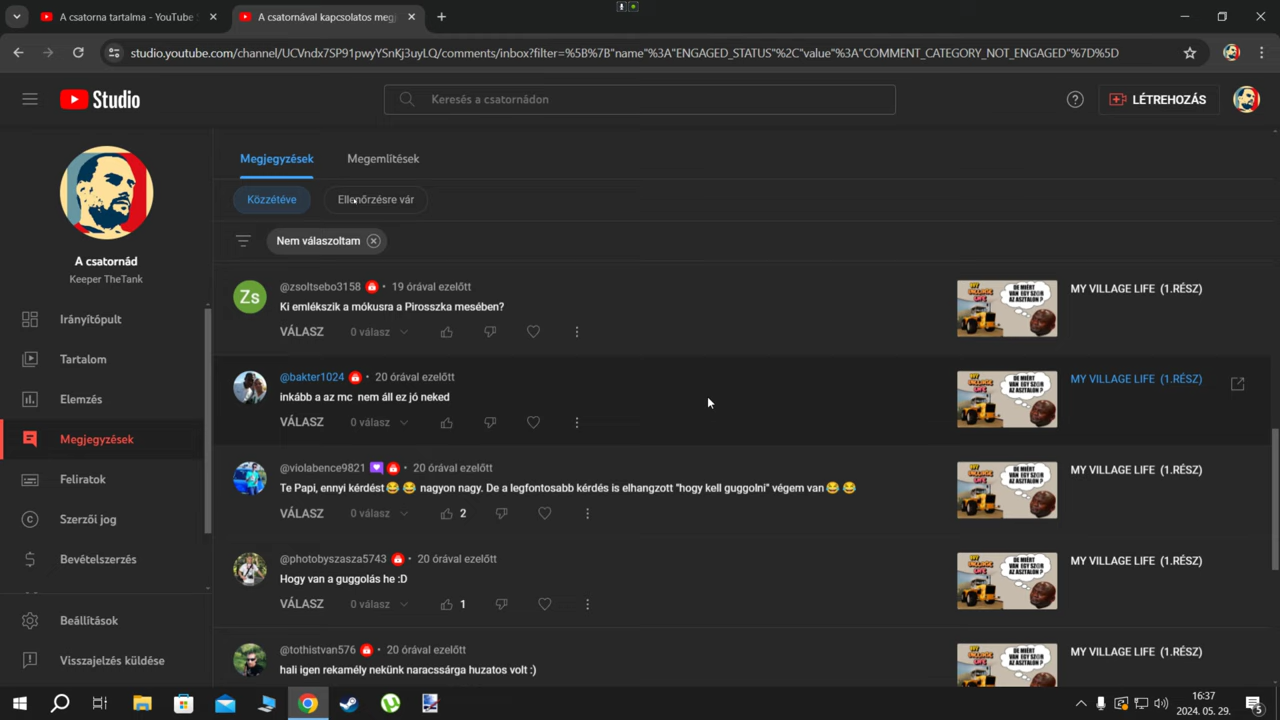 A csatorna tartalma - YouTube S
A csatornával kapcsolatos megj
studio.youtube.com/channel/UCVndx7SP91pwyYSnKj3uyLQ/comments/inbox?filter=%5B%7B"name"%3A"ENGAGED_STATUS"%2C"value"%3A"COMMENT_CATEGORY_NOT_ENGAGED"%7D%5D
Studio
Keresés a csatornádon
LÉTREHOZÁS
A csatornád
Keeper TheTank
Irányítópult
Tartalom
Elemzés
Megjegyzések
Feliratok
Szerzői jog
Bevételszerzés
Beállítások
Visszajelzés küldése
Megjegyzések
Megemlítések
Közzétéve
Ellenőrzésre vár
Nem válaszoltam
Zs
@zsoltsebo3158 • 19 órával ezelőtt
Ki emlékszik a mókusra a Pirosszka mesében?
VÁLASZ 0 válasz
MY VILLAGE LIFE (1.RÉSZ)
@bakter1024 • 20 órával ezelőtt
inkább a az mc nem áll ez jó neked
VÁLASZ 0 válasz
MY VILLAGE LIFE (1.RÉSZ)
@violabence9821 • 20 órával ezelőtt
Te Papi, enyi kérdést😂😂 nagyon nagy. De a legfontosabb kérdés is elhangzott "hogy kell guggolni" végem van😂😂
VÁLASZ 0 válasz 2
MY VILLAGE LIFE (1.RÉSZ)
@photobyszasza5743 • 20 órával ezelőtt
Hogy van a guggolás he :D
VÁLASZ 0 válasz 1
MY VILLAGE LIFE (1.RÉSZ)
@tothistvan576 • 20 órával ezelőtt
hali igen rekamély nekünk naracssárga huzatos volt :)
MY VILLAGE LIFE (1.RÉSZ)
16:37
2024. 05. 29.
5